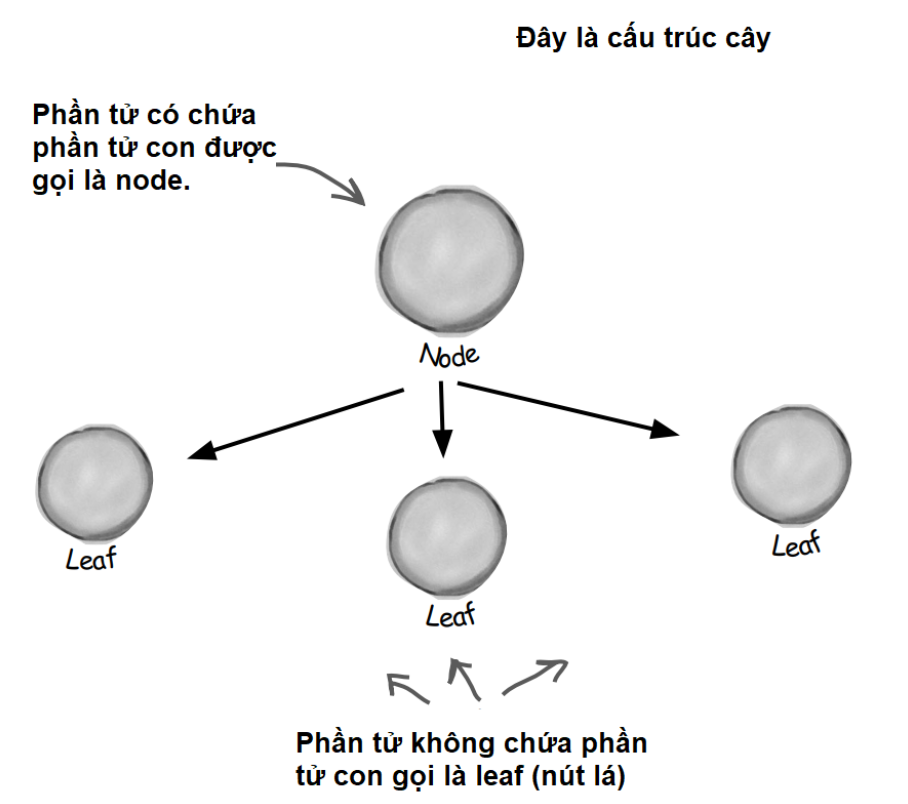 Đây là cấu trúc cây
Phần tử có chứa
phần tử con được
gọi là node.
Node
Leaf
Leaf
Leaf
Phần tử không chứa phần
tử con gọi là leaf (nút lá)